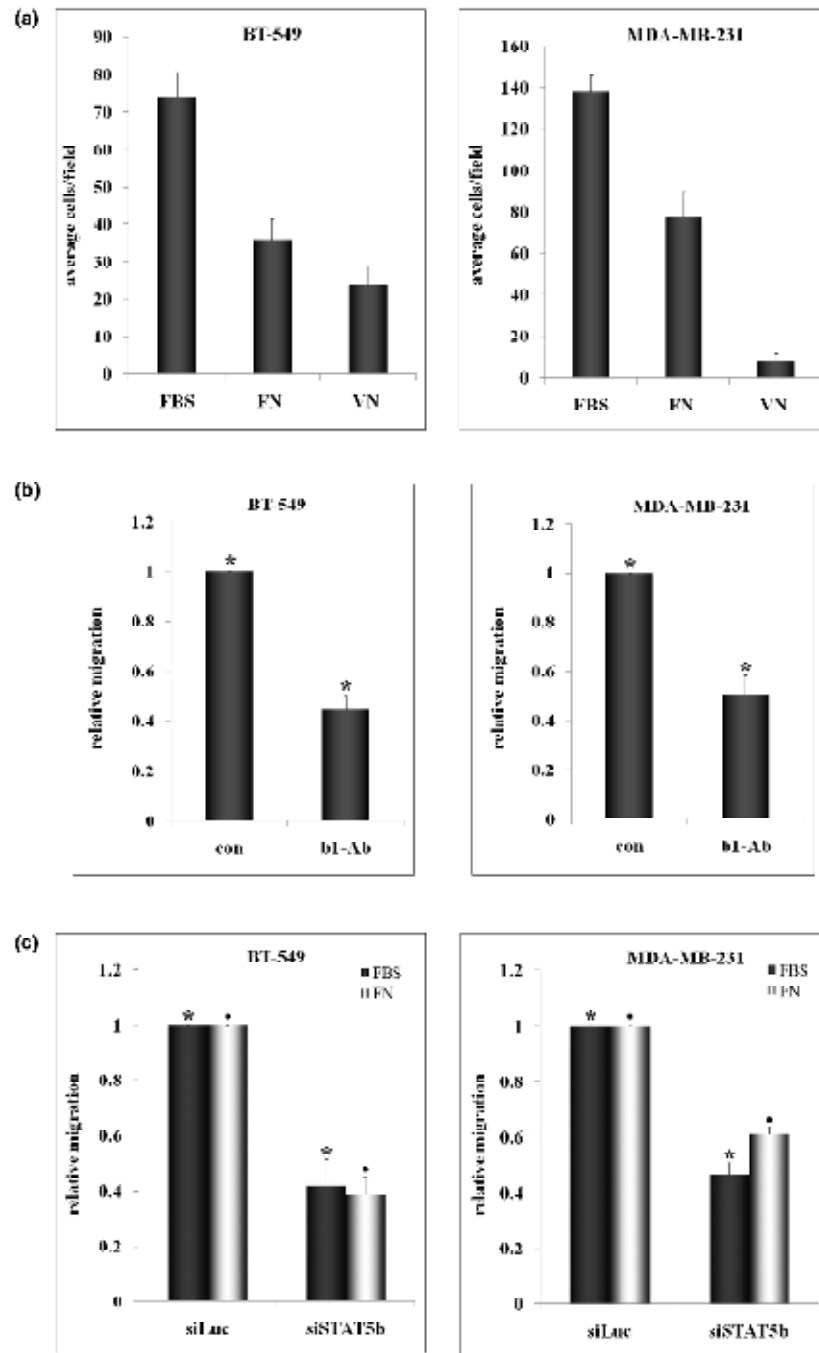 (a)
BT-549
90
80
70
60
50
40
30
20
10
0
average cells/field
FBS
FN
VN
MDA-MB-231
160
140
120
100
80
60
40
20
0
average cells/field
FBS
FN
VN
(b)
BT-549
1.2
1
0.8
0.6
0.4
0.2
0
relative migration
*
*
con
b1-Ab
MDA-MB-231
1.2
1
0.8
0.6
0.4
0.2
0
relative migration
*
*
con
b1-Ab
(c)
BT-549
FBS
FN
1.2
1
0.8
0.6
0.4
0.2
0
relative migration
* •
* •
siLuc
siSTAT5b
MDA-MB-231
FBS
FN
1.2
1
0.8
0.6
0.4
0.2
0
relative migration
* •
* •
siLuc
siSTAT5b